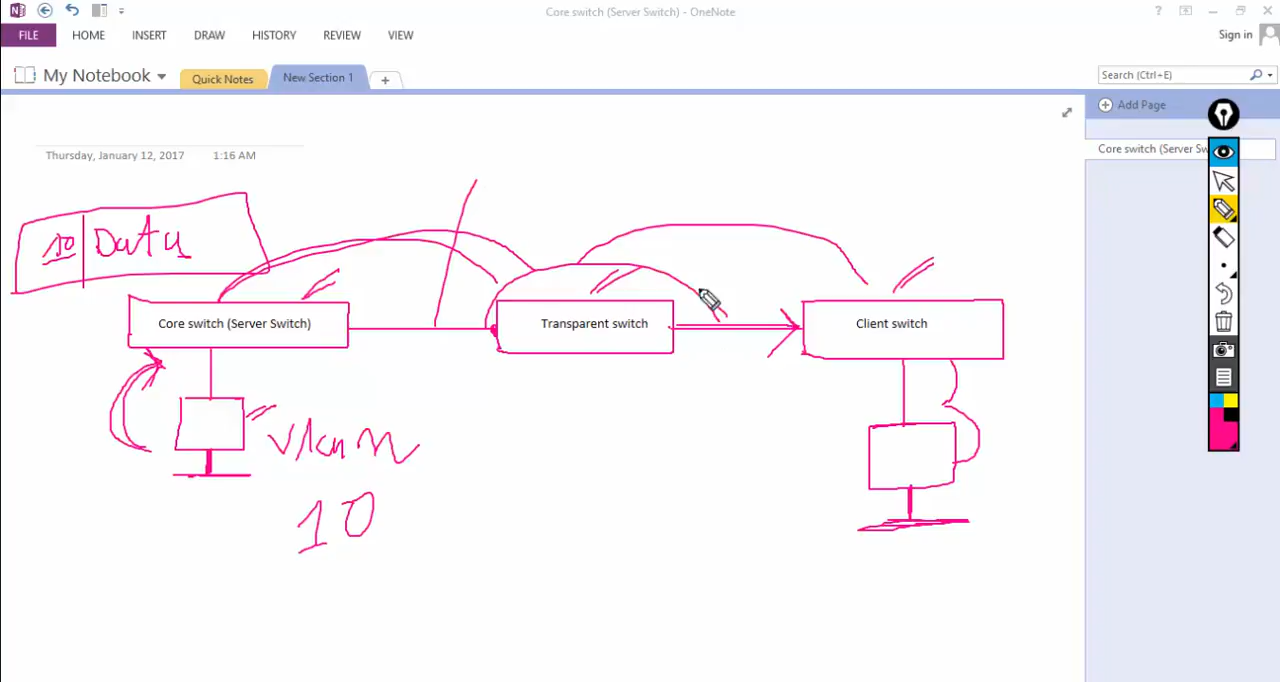 Core switch (Server Switch) - OneNote
Sign in
FILE HOME INSERT DRAW HISTORY REVIEW VIEW
My Notebook Quick Notes New Section 1
Search (Ctrl+E)
Add Page
Core switch (Server Sw
Thursday, January 12, 2017 1:16 AM
10 Data
Core switch (Server Switch) Transparent switch Client switch
10